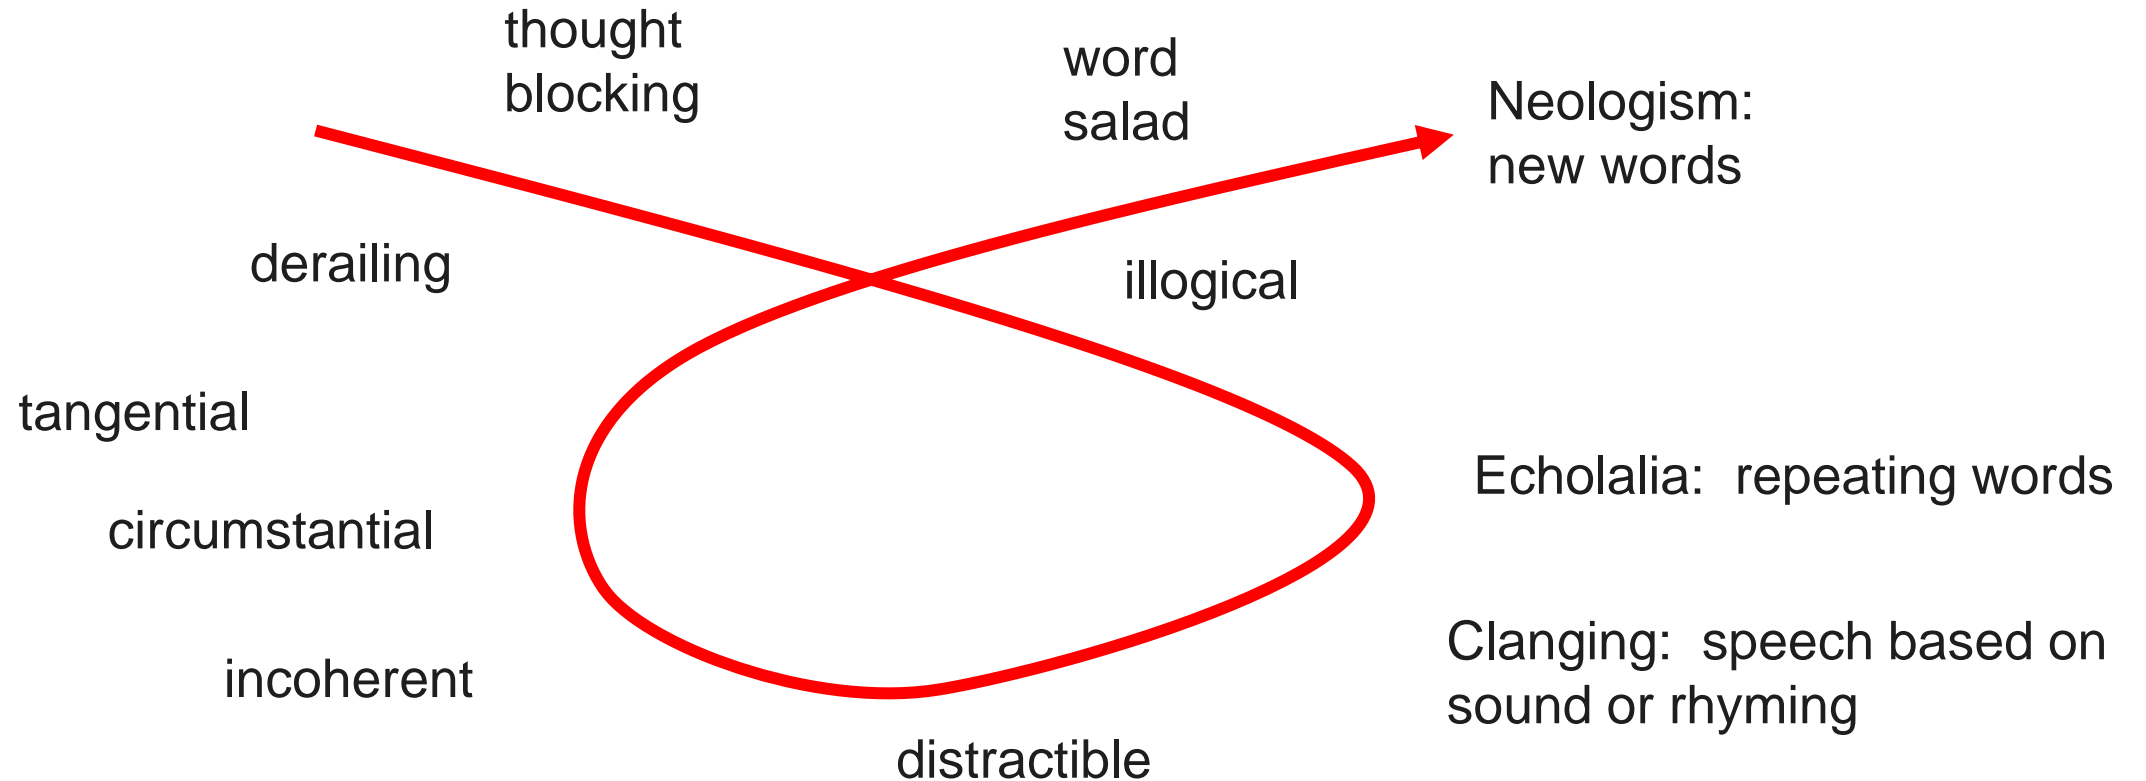 thought
blocking
word
salad
Neologism:
new words
derailing
illogical
tangential
Echolalia:  repeating words
circumstantial
Clanging:  speech based on
sound or rhyming
incoherent
distractible